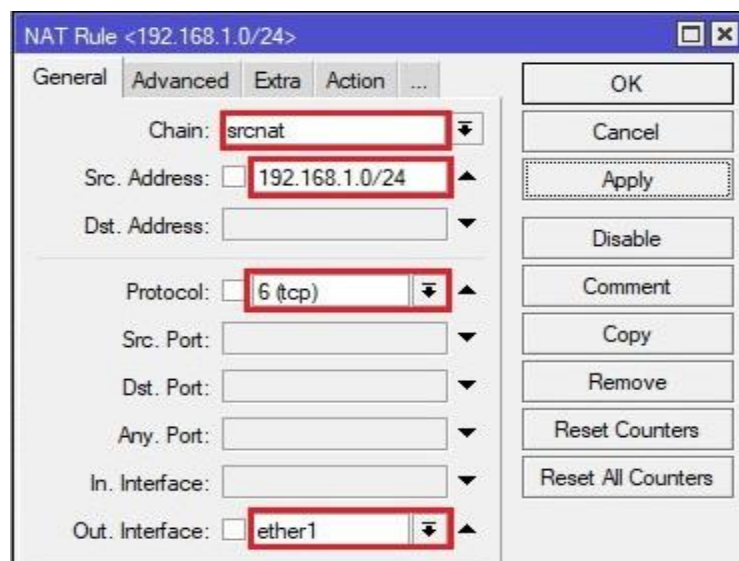 NAT Rule <192.168.1.0/24>
General Advanced Extra Action ...
Chain: srcnat
Src. Address: 192.168.1.0/24
Dst. Address:
Protocol: 6 (tcp)
Src. Port:
Dst. Port:
Any. Port:
In. Interface:
Out. Interface: ether1
OK
Cancel
Apply
Disable
Comment
Copy
Remove
Reset Counters
Reset All Counters